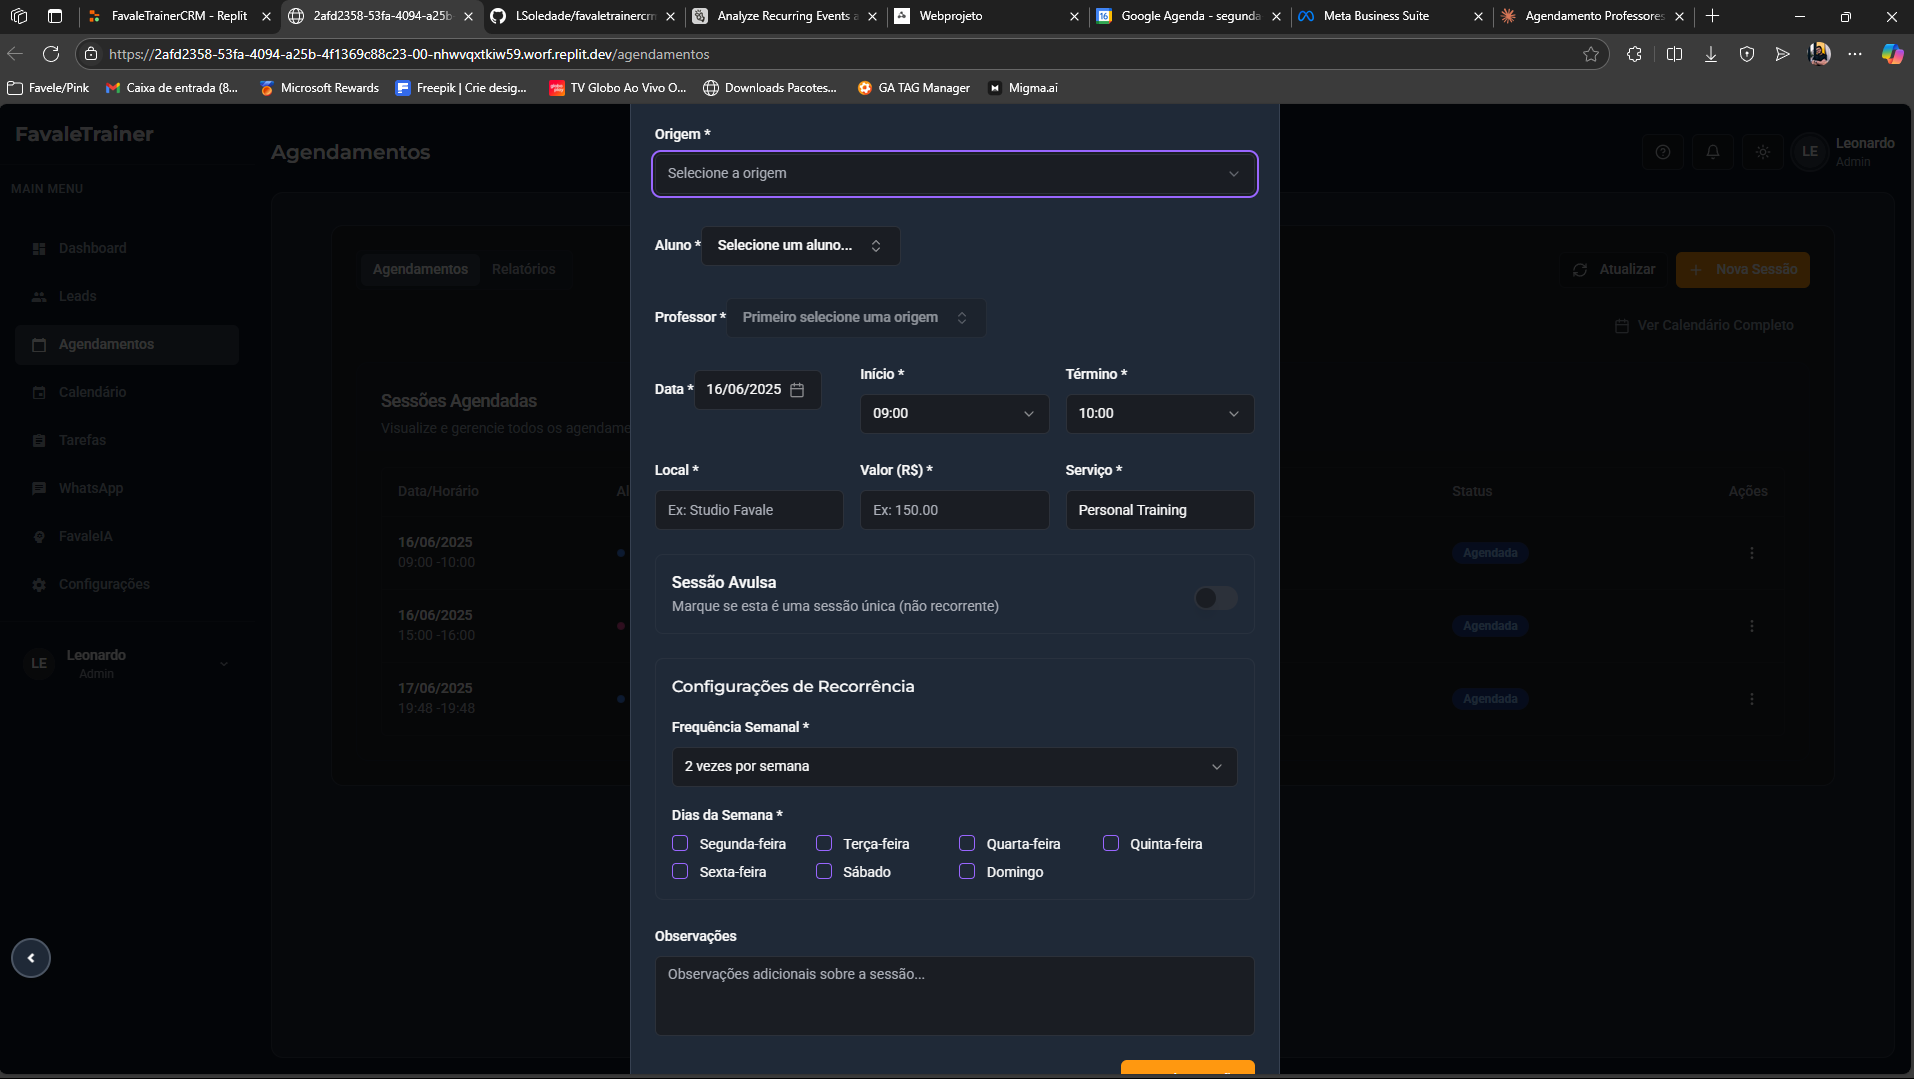 FavaleTrainerCRM - Replit
2afd2358-53fa-4094-a25b-
LSoledade/favaletrainercrm
Analyze Recurring Events a
Webprojeto
Google Agenda - segunda
Meta Business Suite
Agendamento Professores
https://2afd2358-53fa-4094-a25b-4f1369c88c23-00-nhwvqxtkiw59.worf.replit.dev/agendamentos
Favele/Pink
Caixa de entrada (8...
Microsoft Rewards
Freepik | Crie desig...
TV Globo Ao Vivo O...
Downloads Pacotes...
GA TAG Manager
Migma.ai
FavaleTrainer
MAIN MENU
Dashboard
Leads
Agendamentos
Calendário
Tarefas
WhatsApp
FavaleIA
Configurações
LE
Leonardo
Admin
Agendamentos
LE
Leonardo
Admin
Agendamentos
Relatórios
Atualizar
Nova Sessão
Ver Calendário Completo
Sessões Agendadas
Visualize e gerencie todos os agendame
Data/Horário
Al
Status
Ações
16/06/2025
09:00 -10:00
Agendada
16/06/2025
15:00 -16:00
Agendada
17/06/2025
19:48 -19:48
Agendada
Origem *
Selecione a origem
Aluno *
Selecione um aluno...
Professor *
Primeiro selecione uma origem
Data *
16/06/2025
Início *
09:00
Término *
10:00
Local *
Ex: Studio Favale
Valor (R$) *
Ex: 150.00
Serviço *
Personal Training
Sessão Avulsa
Marque se esta é uma sessão única (não recorrente)
Configurações de Recorrência
Frequência Semanal *
2 vezes por semana
Dias da Semana *
Segunda-feira
Terça-feira
Quarta-feira
Quinta-feira
Sexta-feira
Sábado
Domingo
Observações
Observações adicionais sobre a sessão...